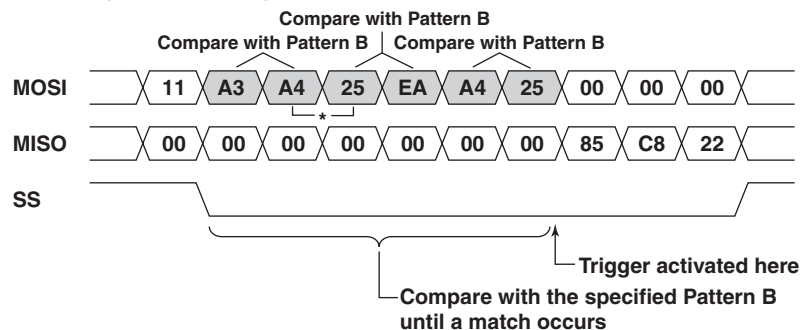 Compare with Pattern B
Compare with Pattern B Compare with Pattern B
MOSI 11 A3 A4 25 EA A4 25 00 00 00
*
MISO 00 00 00 00 00 00 00 85 C8 22
SS
Trigger activated here
Compare with the specified Pattern B
until a match occurs